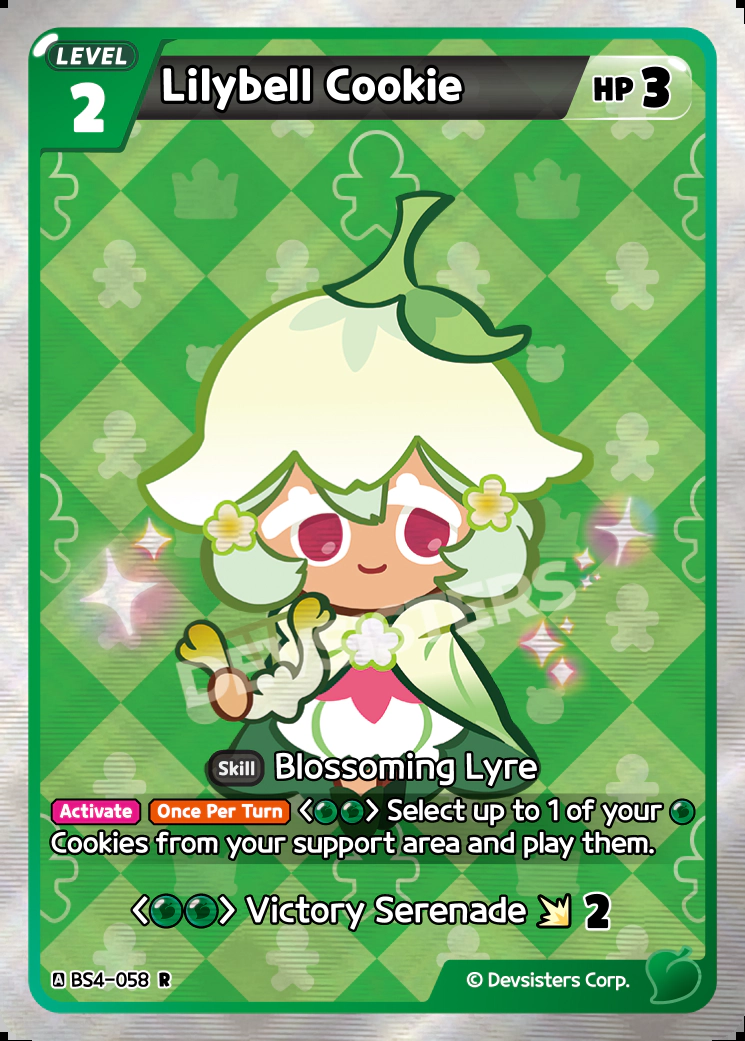 LEVEL
2
Lilybell Cookie
HP 3
DEVSISTERS
Skill Blossoming Lyre
Activate Once Per Turn < > Select up to 1 of your
Cookies from your support area and play them.
< > Victory Serenade 2
A BS4-058 R
© Devsisters Corp.